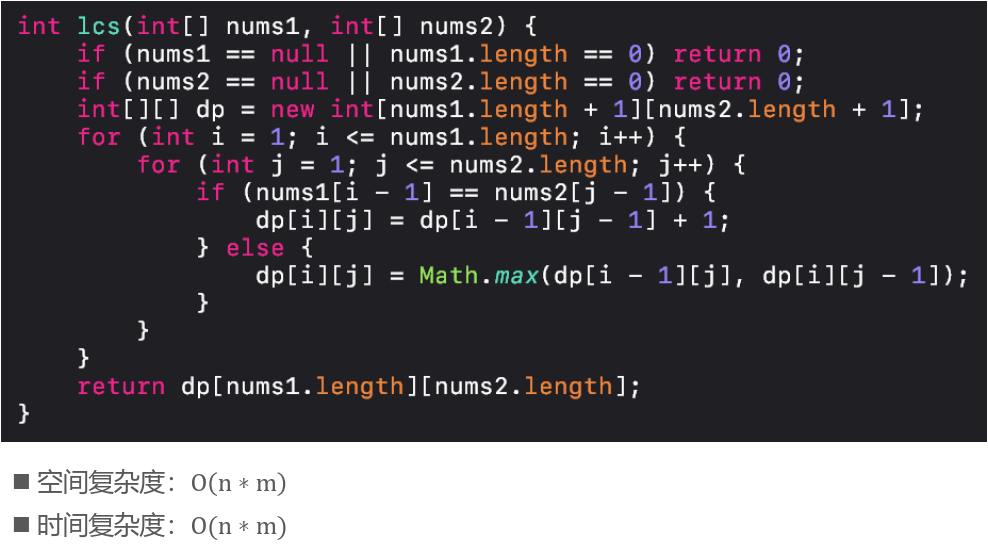 int lcs(int[] nums1, int[] nums2) {
    if (nums1 == null || nums1.length == 0) return 0;
    if (nums2 == null || nums2.length == 0) return 0;
    int[][] dp = new int[nums1.length + 1][nums2.length + 1];
    for (int i = 1; i <= nums1.length; i++) {
        for (int j = 1; j <= nums2.length; j++) {
            if (nums1[i - 1] == nums2[j - 1]) {
                dp[i][j] = dp[i - 1][j - 1] + 1;
            } else {
                dp[i][j] = Math.max(dp[i - 1][j], dp[i][j - 1]);
            }
        }
    }
    return dp[nums1.length][nums2.length];
}
■ 空间复杂度：O(n ∗ m)
■ 时间复杂度：O(n ∗ m)